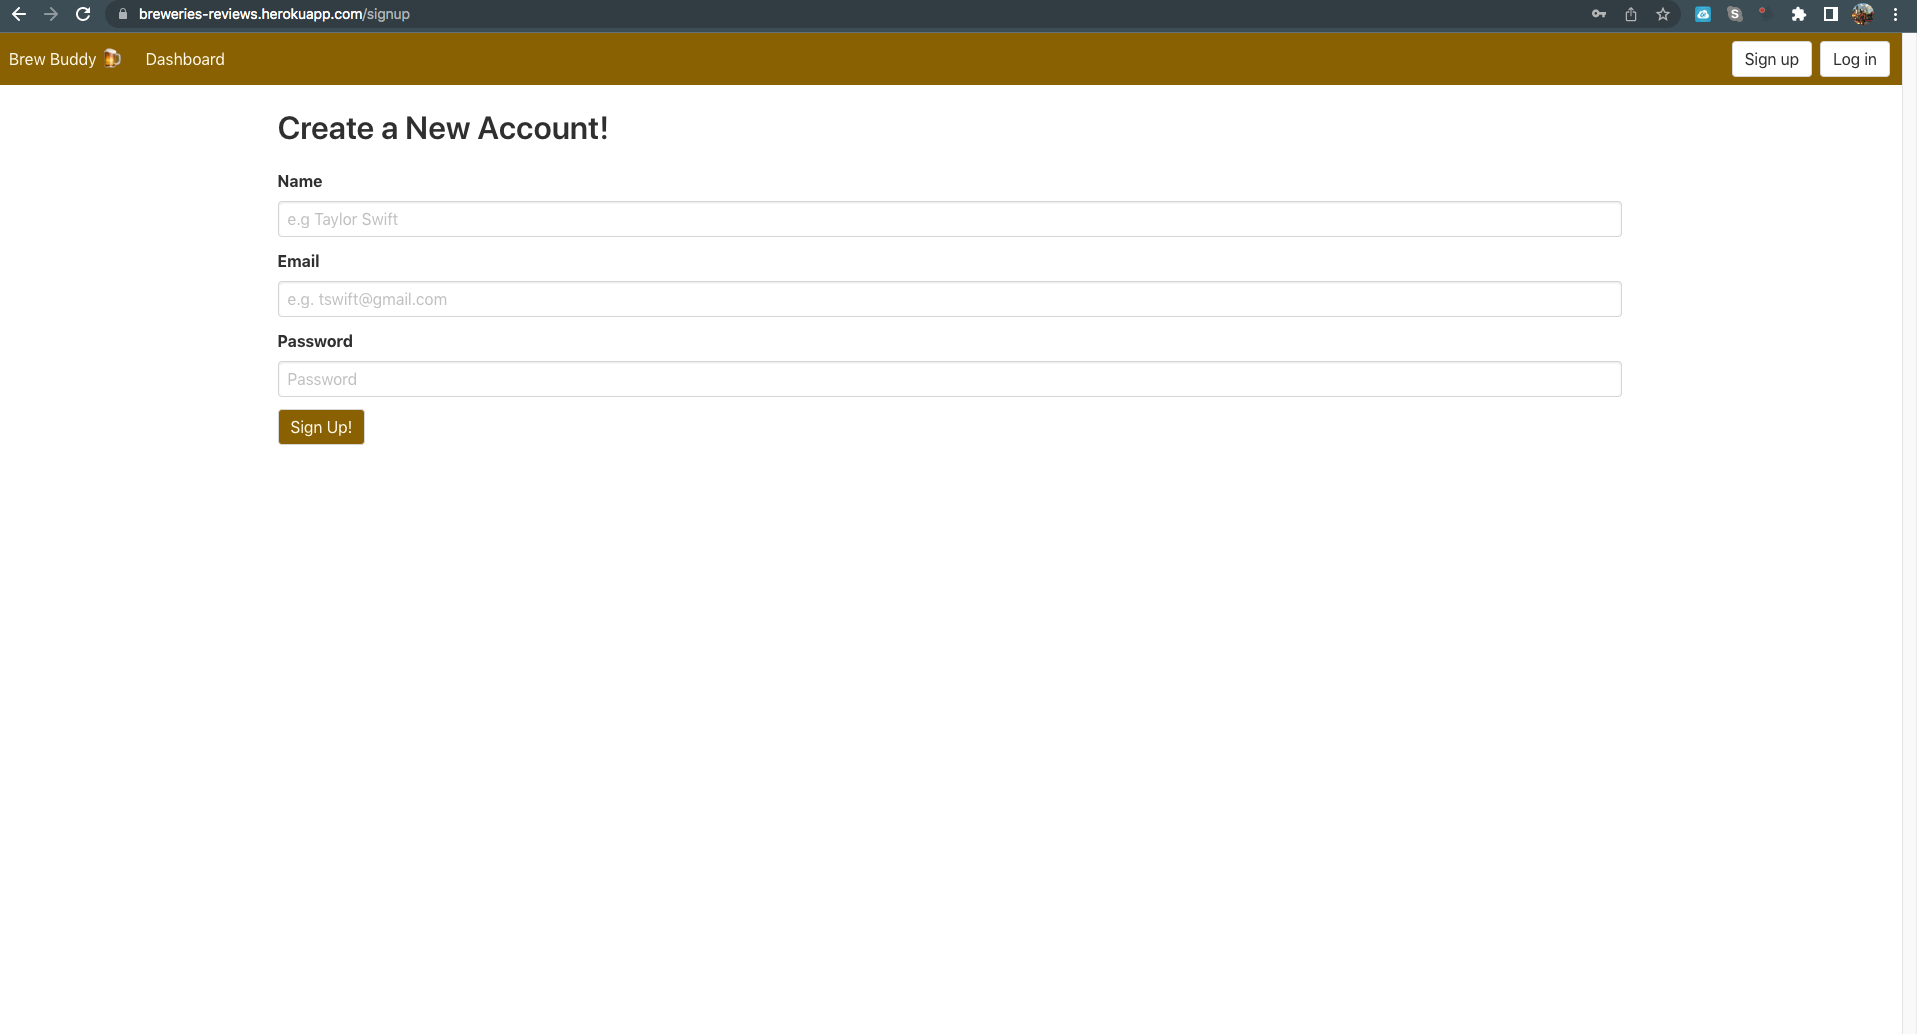 breweries-reviews.herokuapp.com/signup
S
Brew Buddy 🍺 Dashboard Sign up Log in
Create a New Account!
Name
e.g Taylor Swift
Email
e.g. tswift@gmail.com
Password
Password
Sign Up!